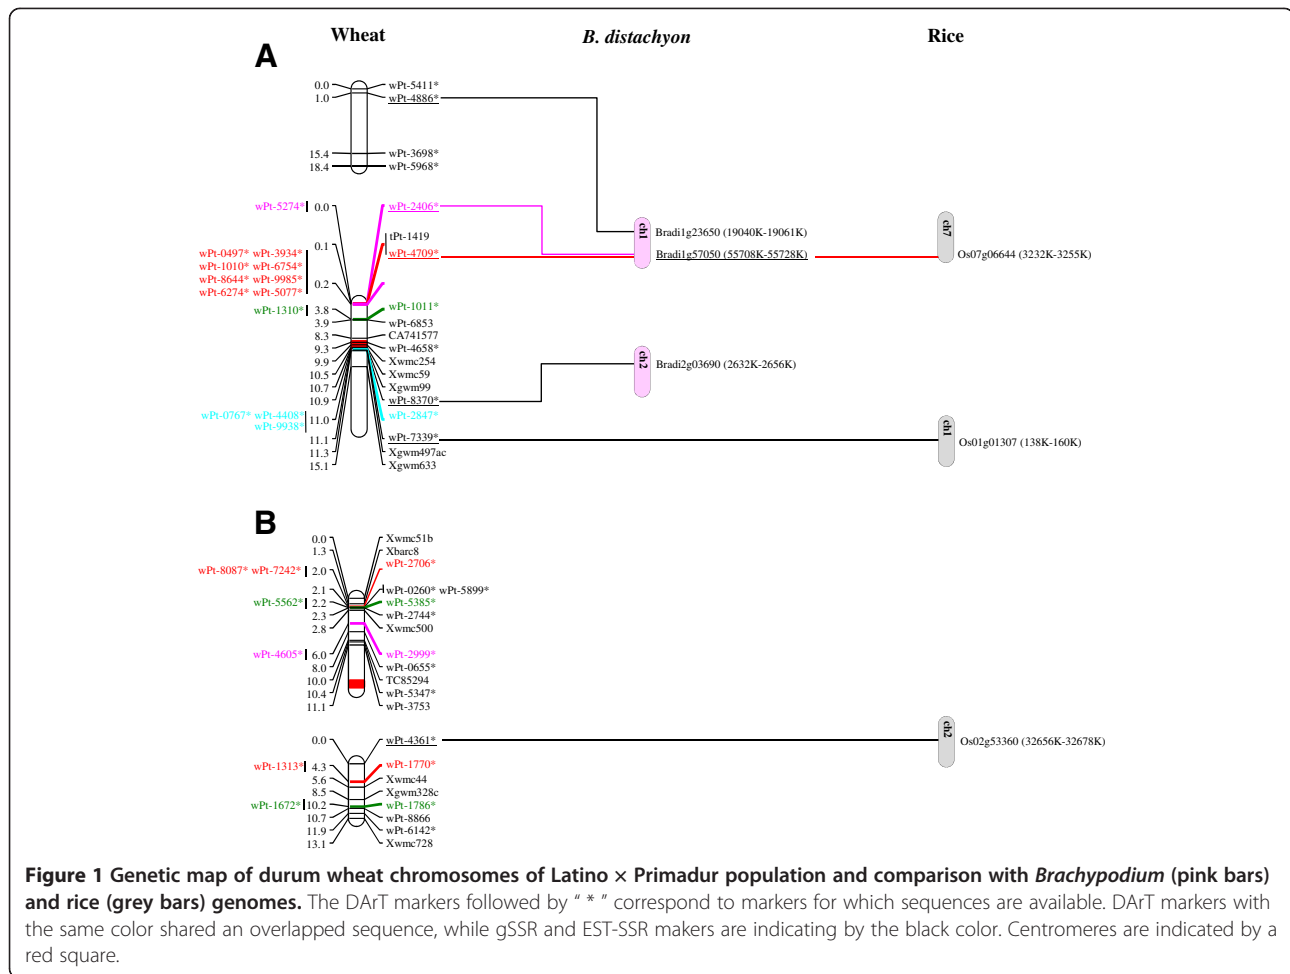 Wheat B. distachyon Rice
A
0.0 wPt-5411*
1.0 wPt-4886*
15.4 wPt-3698*
18.4 wPt-5968*
wPt-5274* 0.0 wPt-2406*
ch1 Bradi1g23650 (19040K-19061K)
ch7
0.1 tPt-1419
wPt-0497* wPt-3934* wPt-4709* Bradi1g57050 (55708K-55728K) Os07g06644 (3232K-3255K)
wPt-1010* wPt-6754*
wPt-8644* wPt-9985* 0.2
wPt-6274* wPt-5077*
wPt-1310* 3.8 wPt-1011*
3.9 wPt-6853
8.3 CA741577
9.3 wPt-4658*
9.9 Xwmc254
ch2 Bradi2g03690 (2632K-2656K)
10.5 Xwmc59
10.7 Xgwm99
10.9 wPt-8370*
wPt-0767* wPt-4408* 11.0 wPt-2847*
wPt-9938*
11.1 wPt-7339*
ch1 Os01g01307 (138K-160K)
11.3 Xgwm497ac
15.1 Xgwm633
B
0.0 Xwmc51b
1.3 Xbarc8
wPt-8087* wPt-7242* 2.0 wPt-2706*
2.1 wPt-0260* wPt-5899*
wPt-5562* 2.2 wPt-5385*
2.3 wPt-2744*
2.8 Xwmc500
wPt-4605* 6.0 wPt-2999*
8.0 wPt-0655*
10.0 TC85294
10.4 wPt-5347*
11.1 wPt-3753
0.0 wPt-4361*
ch2 Os02g53360 (32656K-32678K)
wPt-1313* 4.3 wPt-1770*
5.6 Xwmc44
8.5 Xgwm328c
wPt-1672* 10.2 wPt-1786*
10.7 wPt-8866
11.9 wPt-6142*
13.1 Xwmc728
Figure 1 Genetic map of durum wheat chromosomes of Latino × Primadur population and comparison with Brachypodium (pink bars)
and rice (grey bars) genomes. The DArT markers followed by " * " correspond to markers for which sequences are available. DArT markers with
the same color shared an overlapped sequence, while gSSR and EST-SSR makers are indicating by the black color. Centromeres are indicated by a
red square.